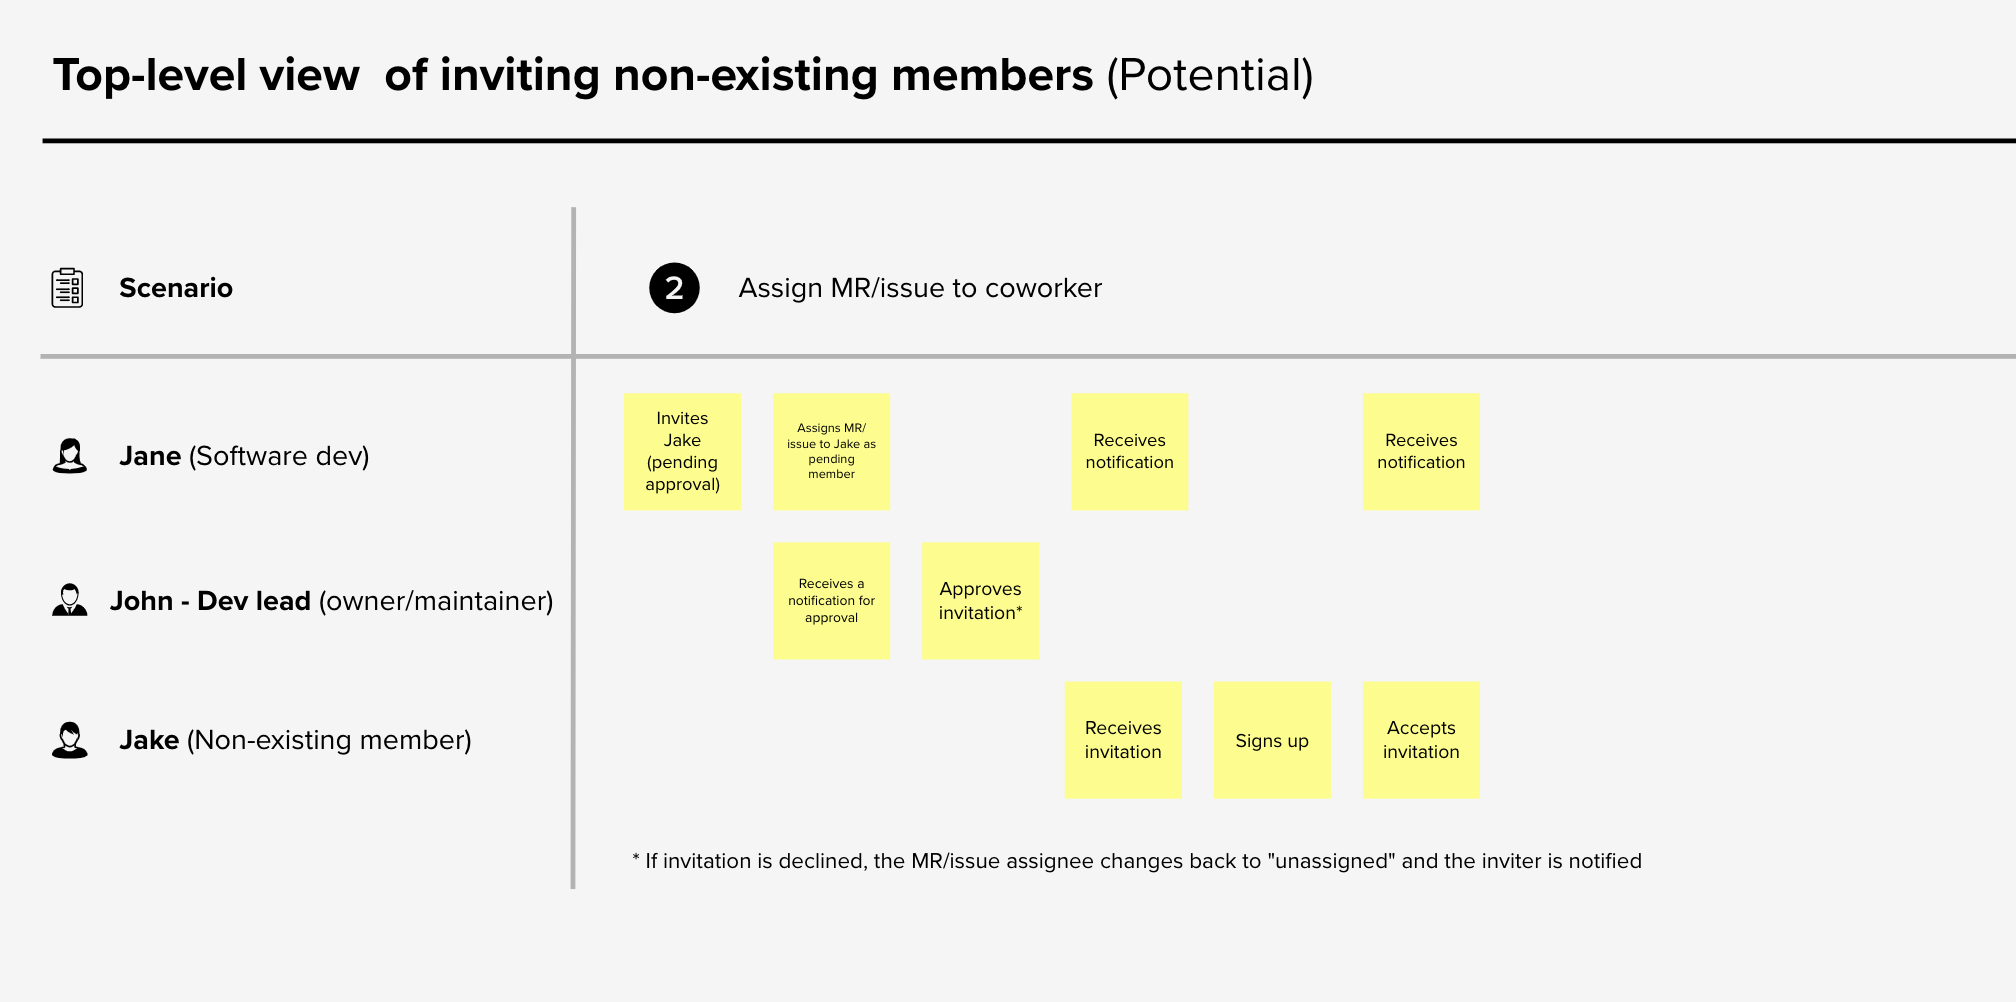 Top-level view  of inviting non-existing members (Potential)
Scenario
2
Assign MR/issue to coworker
Jane (Software dev)
Invites
Jake
(pending
approval)
Assigns MR/
issue to Jake as
pending
member
Receives
notification
Receives
notification
John - Dev lead (owner/maintainer)
Receives a
notification for
approval
Approves
invitation*
Jake (Non-existing member)
Receives
invitation
Signs up
Accepts
invitation
* If invitation is declined, the MR/issue assignee changes back to "unassigned" and the inviter is notified